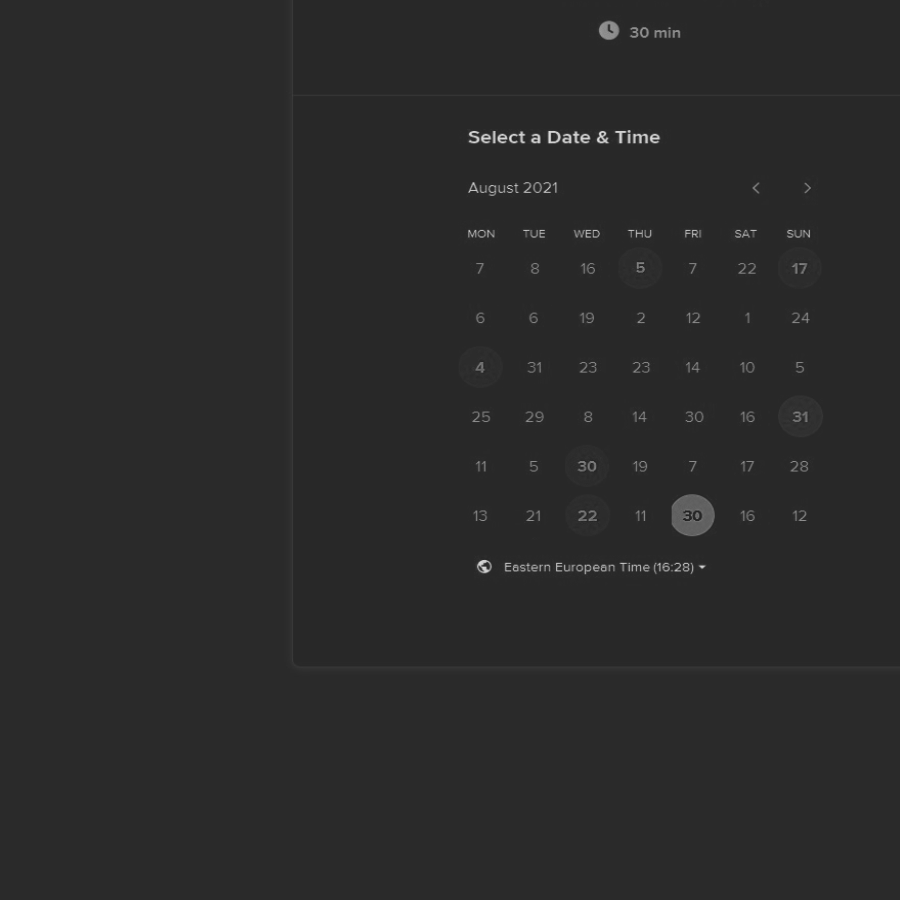 30 min
Select a Date & Time
August 2021
MON TUE WED THU FRI SAT SUN
7 8 16 5 7 22 17
6 6 19 2 12 1 24
4 31 23 23 14 10 5
25 29 8 14 30 16 31
11 5 30 19 7 17 28
13 21 22 11 30 16 12
Eastern European Time (16:28)